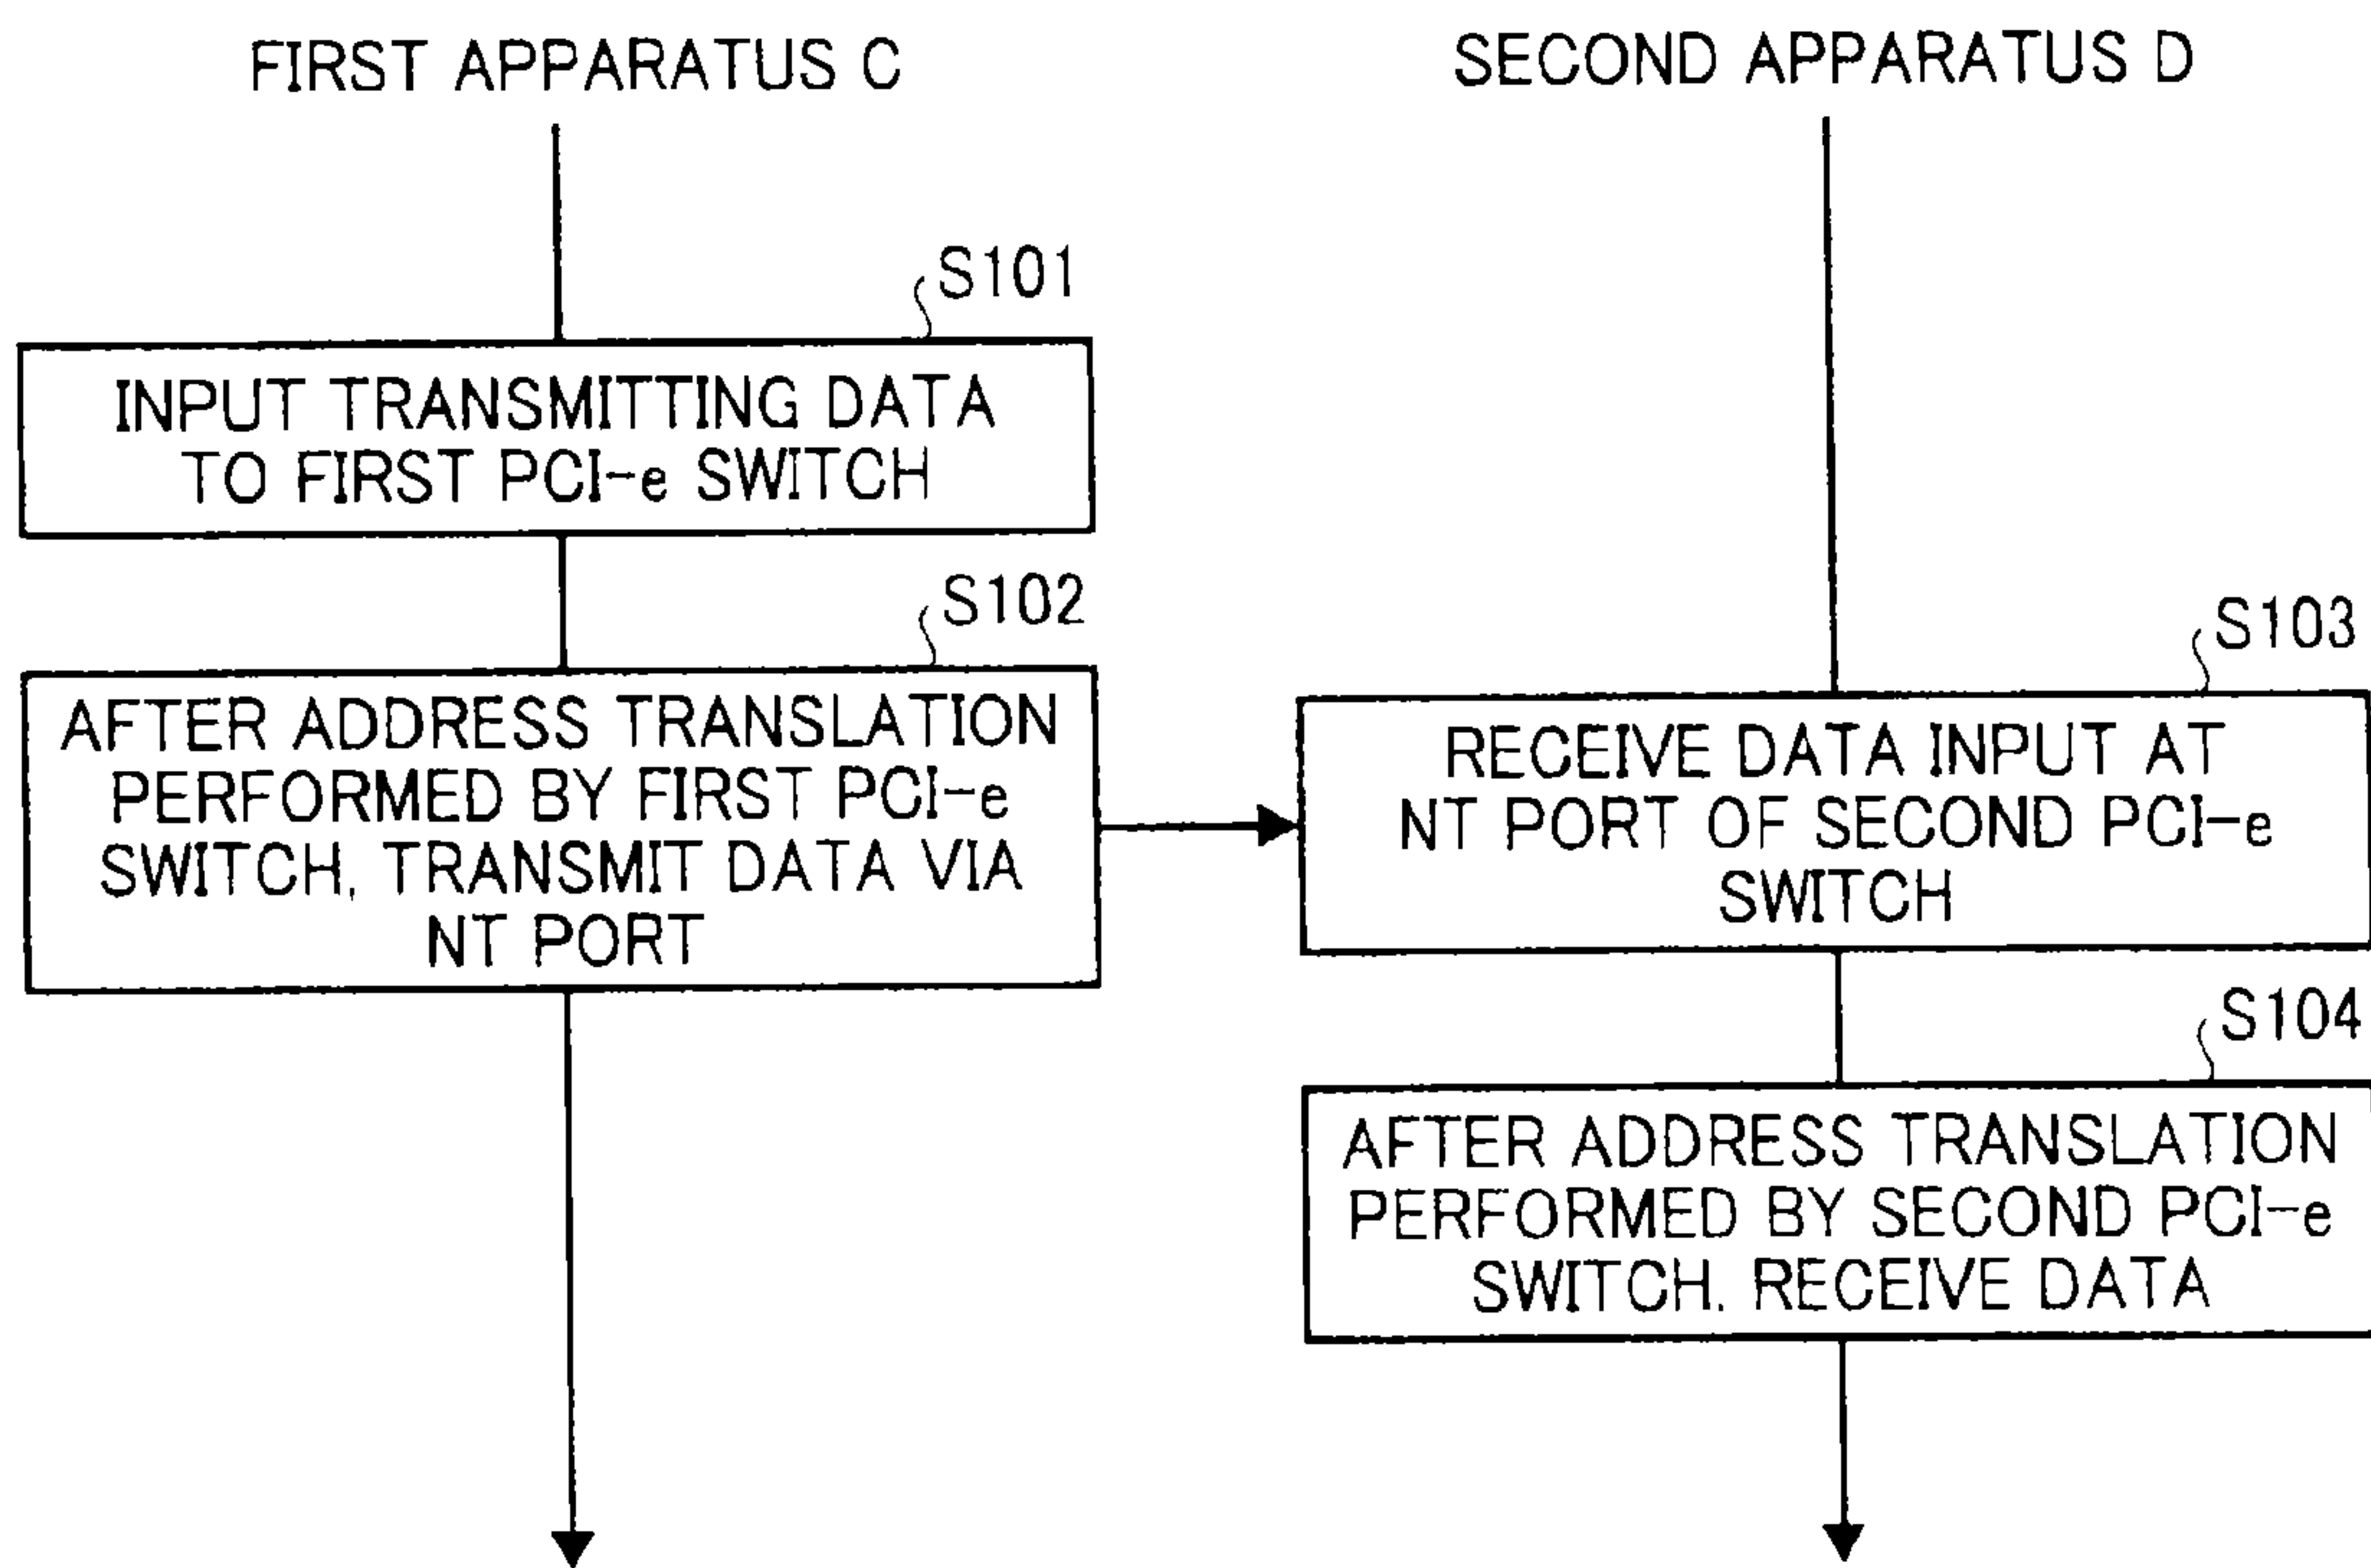 FIRST APPARATUS C
SECOND APPARATUS D
S101
INPUT TRANSMITTING DATA
TO FIRST PCI-e SWITCH
S102
AFTER ADDRESS TRANSLATION
PERFORMED BY FIRST PCI-e
SWITCH, TRANSMIT DATA VIA
NT PORT
S103
RECEIVE DATA INPUT AT
NT PORT OF SECOND PCI-e
SWITCH
S104
AFTER ADDRESS TRANSLATION
PERFORMED BY SECOND PCI-e
SWITCH, RECEIVE DATA